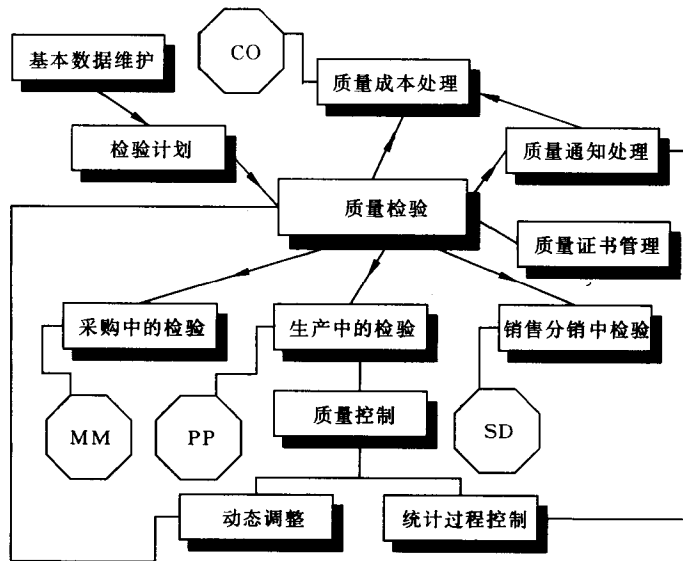 CO
基本数据维护
质量成本处理
检验计划
质量通知处理
质量检验
质量证书管理
采购中的检验
生产中的检验
销售分销中检验
质量控制
MM
PP
SD
动态调整
统计过程控制